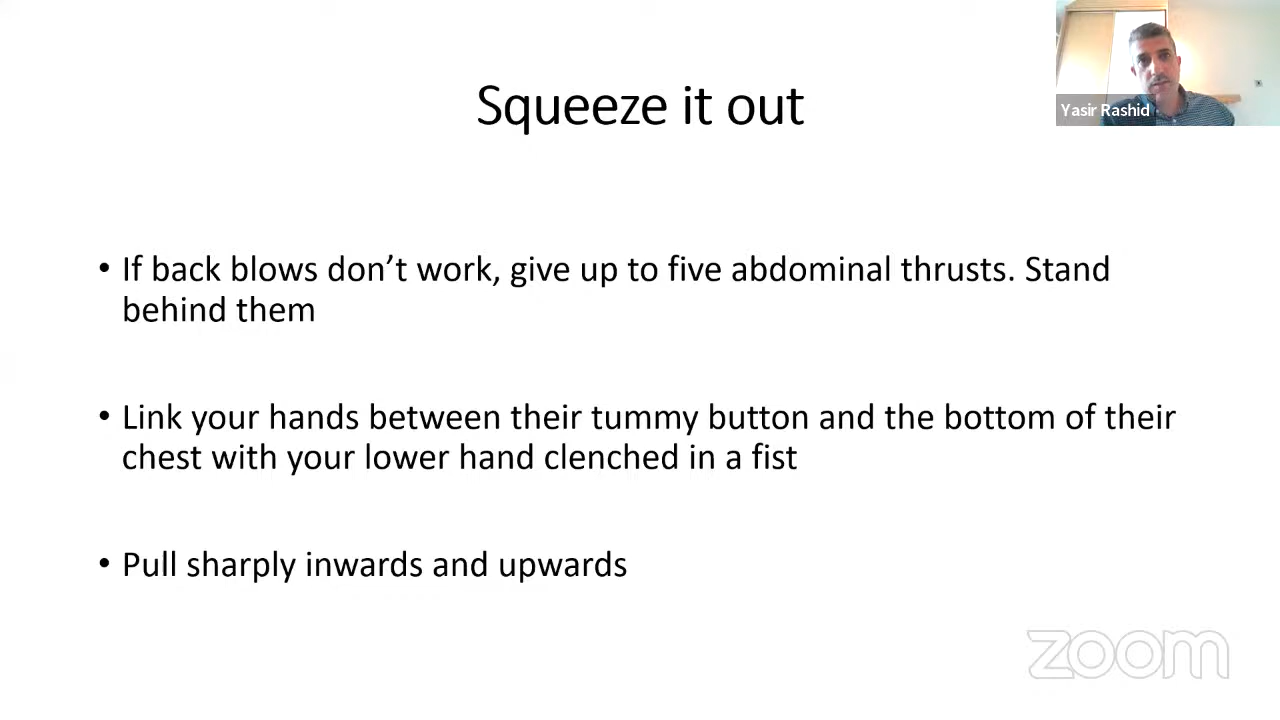 Squeeze it out
Yasir Rashid
• If back blows don’t work, give up to five abdominal thrusts. Stand
behind them
• Link your hands between their tummy button and the bottom of their
chest with your lower hand clenched in a fist
• Pull sharply inwards and upwards
zoom